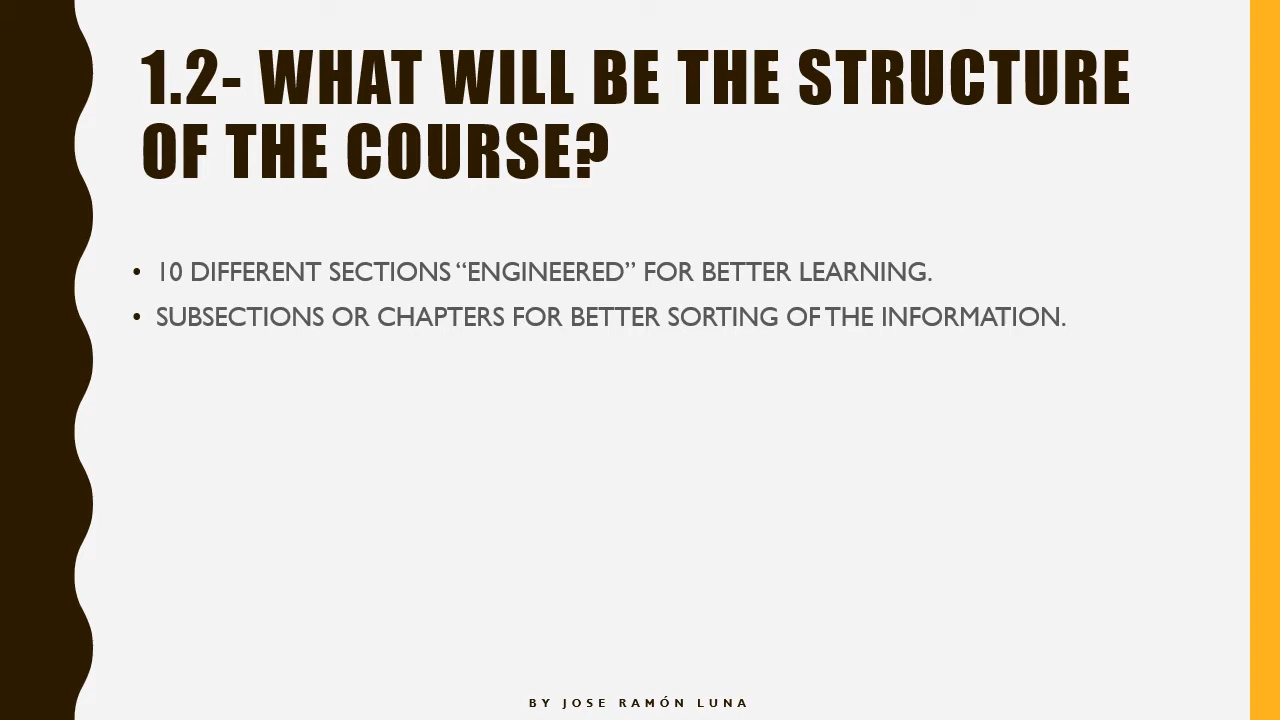 1.2- WHAT WILL BE THE STRUCTURE
OF THE COURSE?
• 10 DIFFERENT SECTIONS “ENGINEERED” FOR BETTER LEARNING.
• SUBSECTIONS OR CHAPTERS FOR BETTER SORTING OF THE INFORMATION.
BY JOSE RAMÓN LUNA